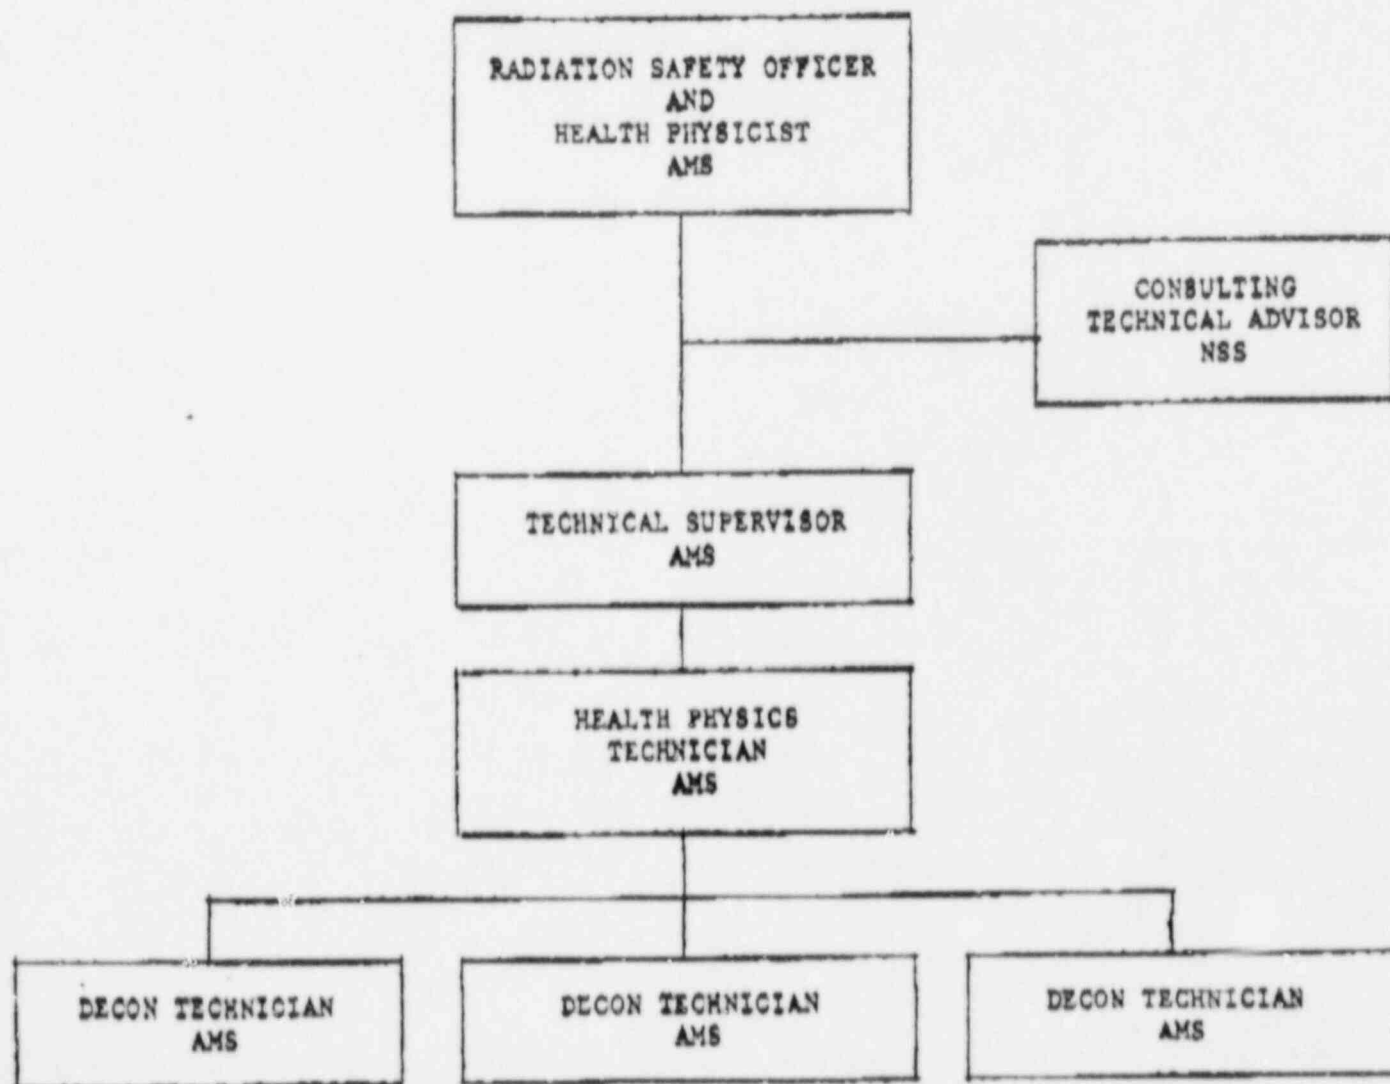 RADIATION SAFETY OFFICER
AND
HEALTH PHYSICIST
AMS
CONSULTING
TECHNICAL ADVISOR
NSS
TECHNICAL SUPERVISOR
AMS
HEALTH PHYSICS
TECHNICIAN
AMS
DECON TECHNICIAN
AMS
DECON TECHNICIAN
AMS
DECON TECHNICIAN
AMS